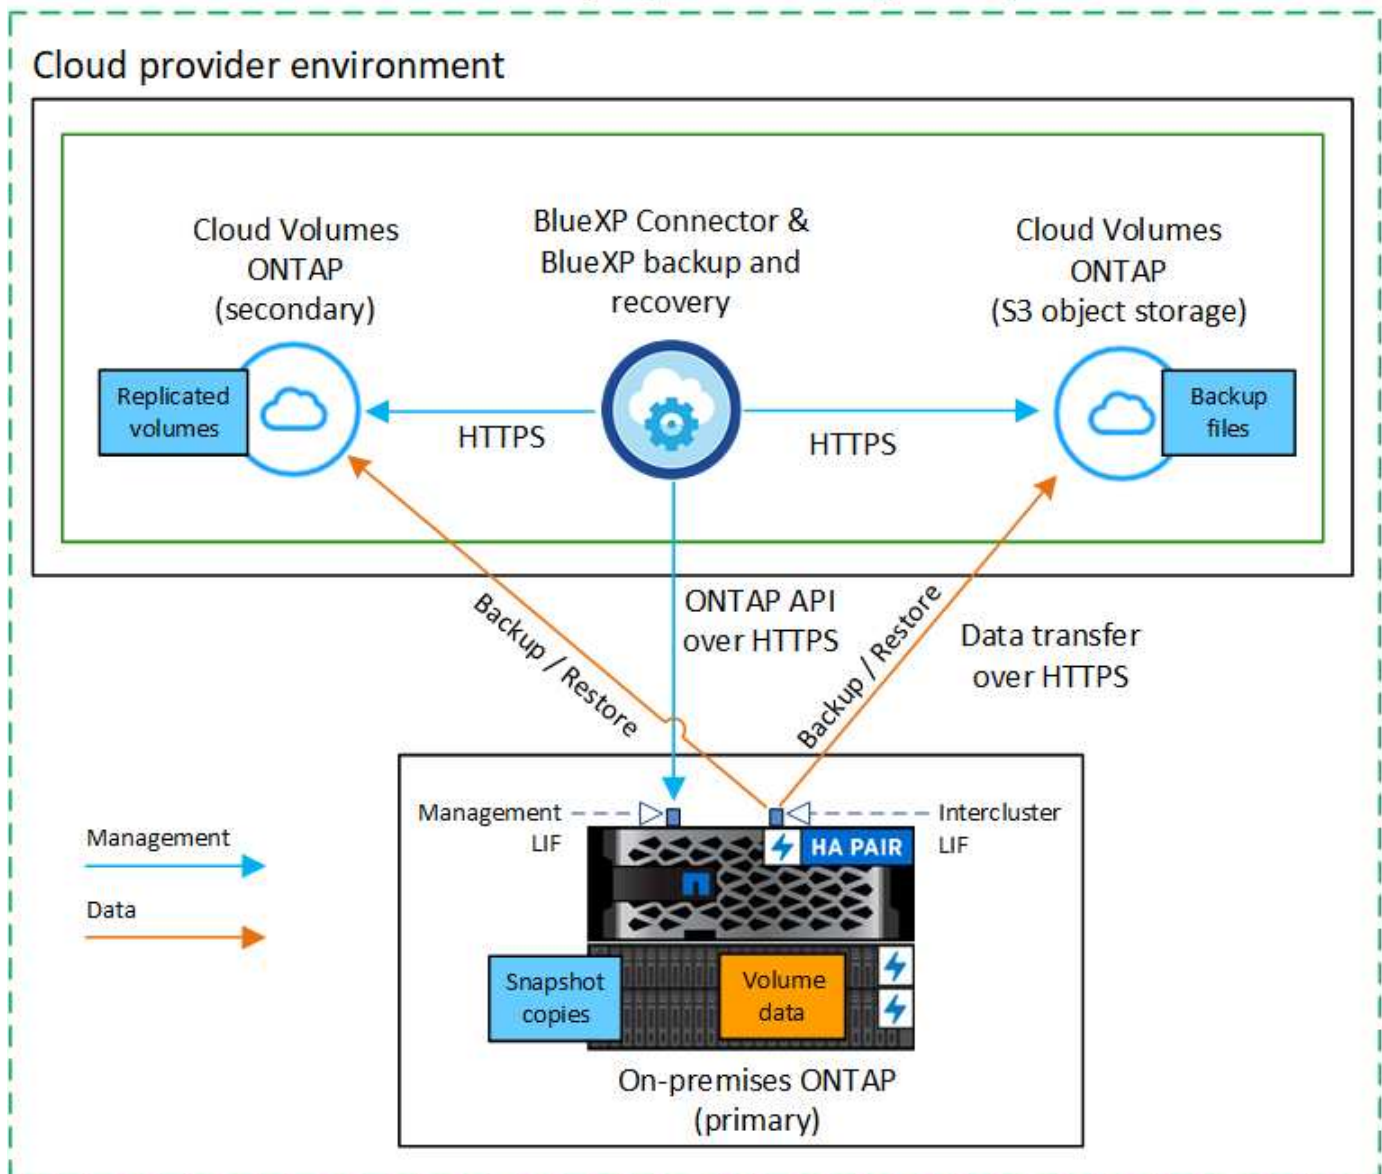 Cloud provider environment
Cloud Volumes
ONTAP
(secondary)
BlueXP Connector &
BlueXP backup and
recovery
Cloud Volumes
ONTAP
(S3 object storage)
Replicated
volumes
HTTPS
HTTPS
Backup
files
Backup / Restore
ONTAP API
over HTTPS
Backup / Restore
Data transfer
over HTTPS
Management
LIF
Intercluster
LIF
HA PAIR
Management
Data
Snapshot
copies
Volume
data
On-premises ONTAP
(primary)